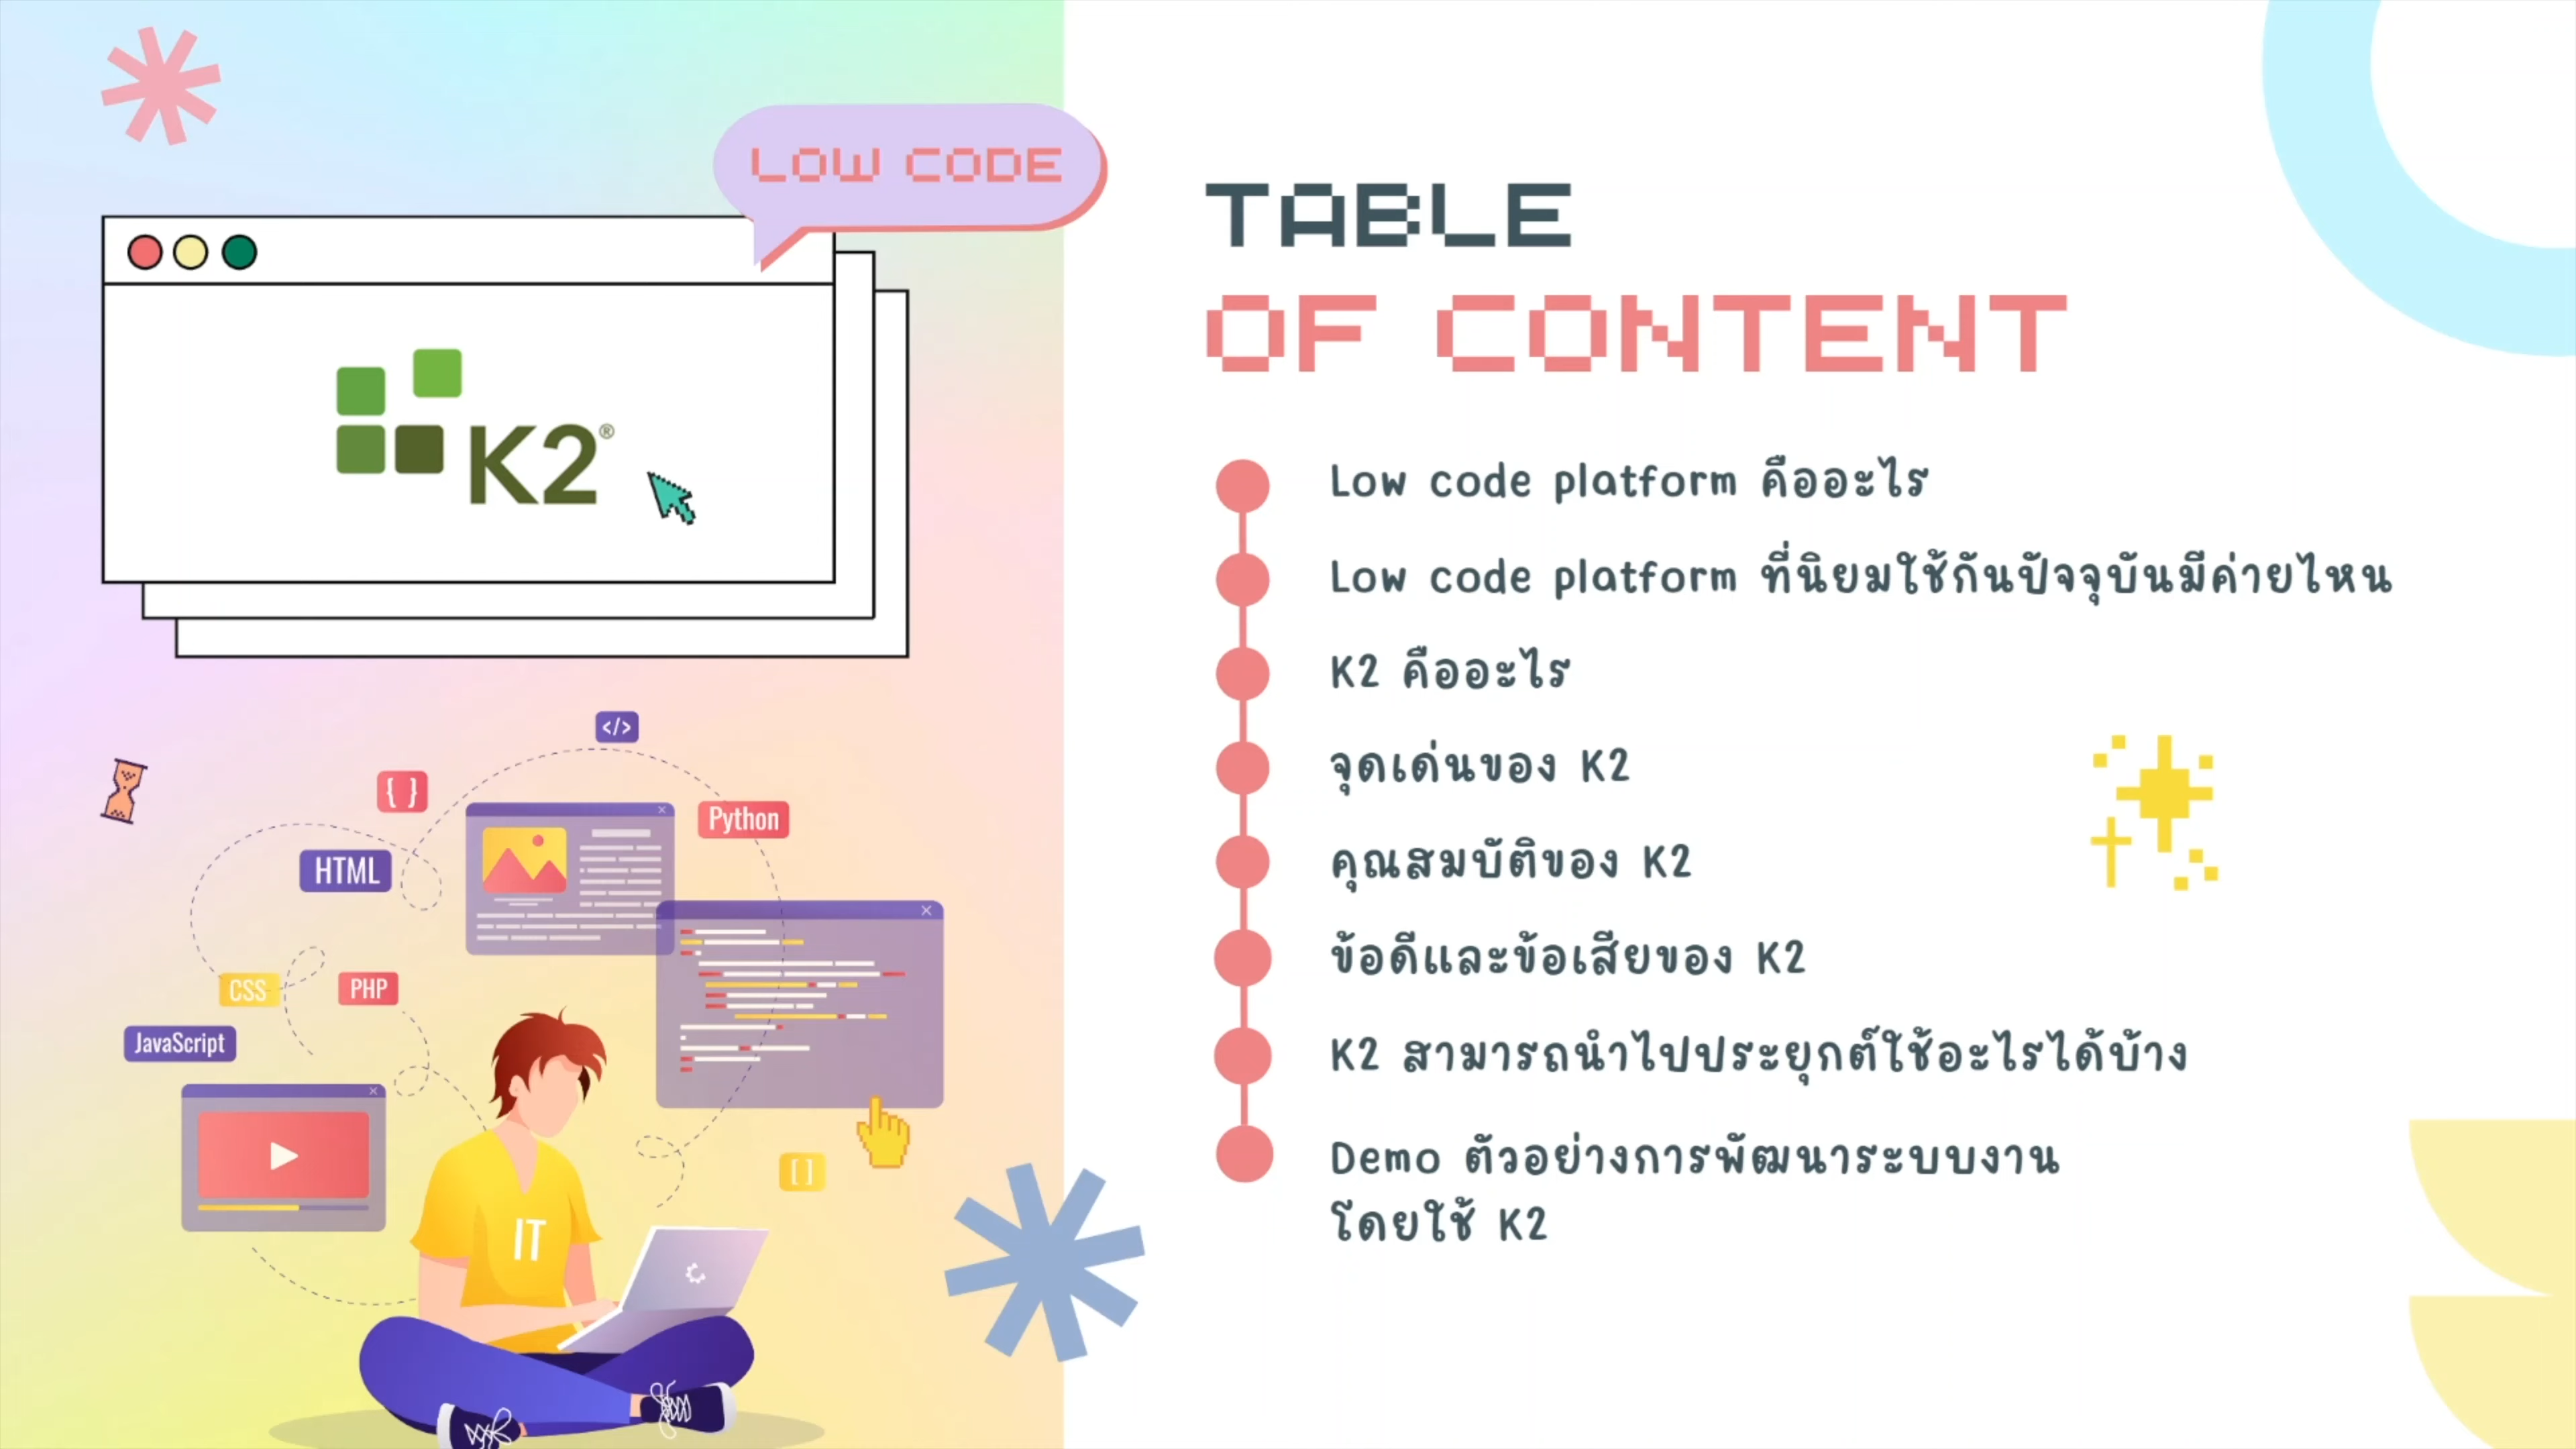 LOW CODE
K2®
</>
{ }
Python
HTML
CSS
PHP
JavaScript
[ ]
IT
TABLE
OF CONTENT
Low code platform คืออะไร
Low code platform ที่นิยมใช้กันปัจจุบันมีค่ายไหน
K2 คืออะไร
จุดเด่นของ K2
คุณสมบัติของ K2
ข้อดีและข้อเสียของ K2
K2 สามารถนำไปประยุกต์ใช้อะไรได้บ้าง
Demo ตัวอย่างการพัฒนาระบบงาน
โดยใช้ K2